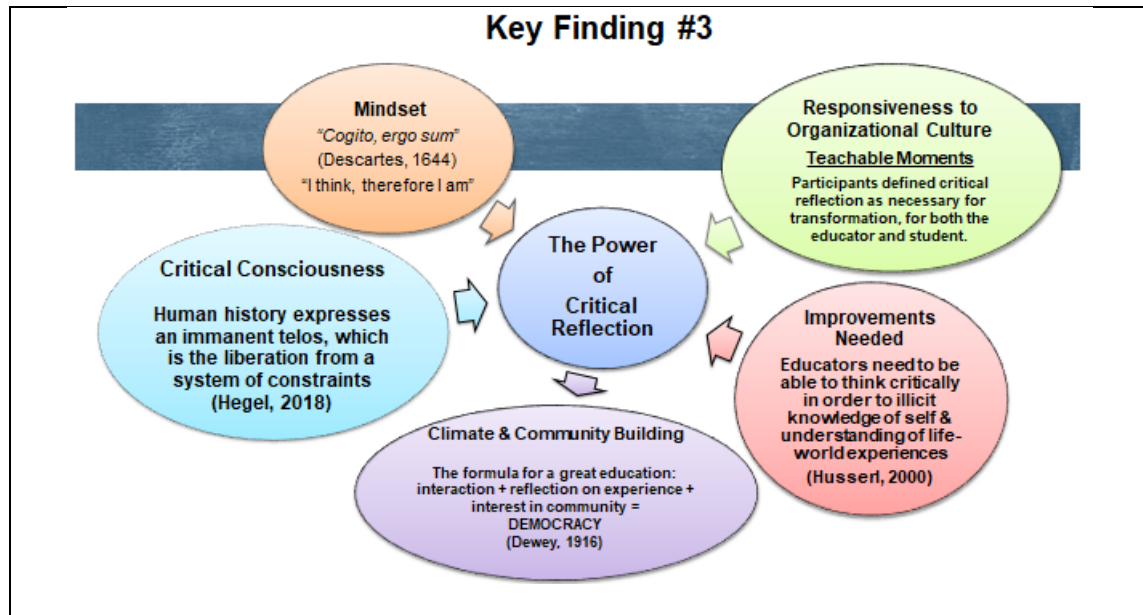 Key Finding #3
Mindset
“Cogito, ergo sum”
(Descartes, 1644)
“I think, therefore I am”
Responsiveness to
Organizational Culture
Teachable Moments
Participants defined critical
reflection as necessary for
transformation, for both the
educator and student.
Critical Consciousness
Human history expresses
an immanent telos, which
is the liberation from a
system of constraints
(Hegel, 2018)
The Power
of
Critical
Reflection
Improvements
Needed
Educators need to be
able to think critically
in order to illicit
knowledge of self &
understanding of life-
world experiences
(Husserl, 2000)
Climate & Community Building
The formula for a great education:
interaction + reflection on experience +
interest in community =
DEMOCRACY
(Dewey, 1916)